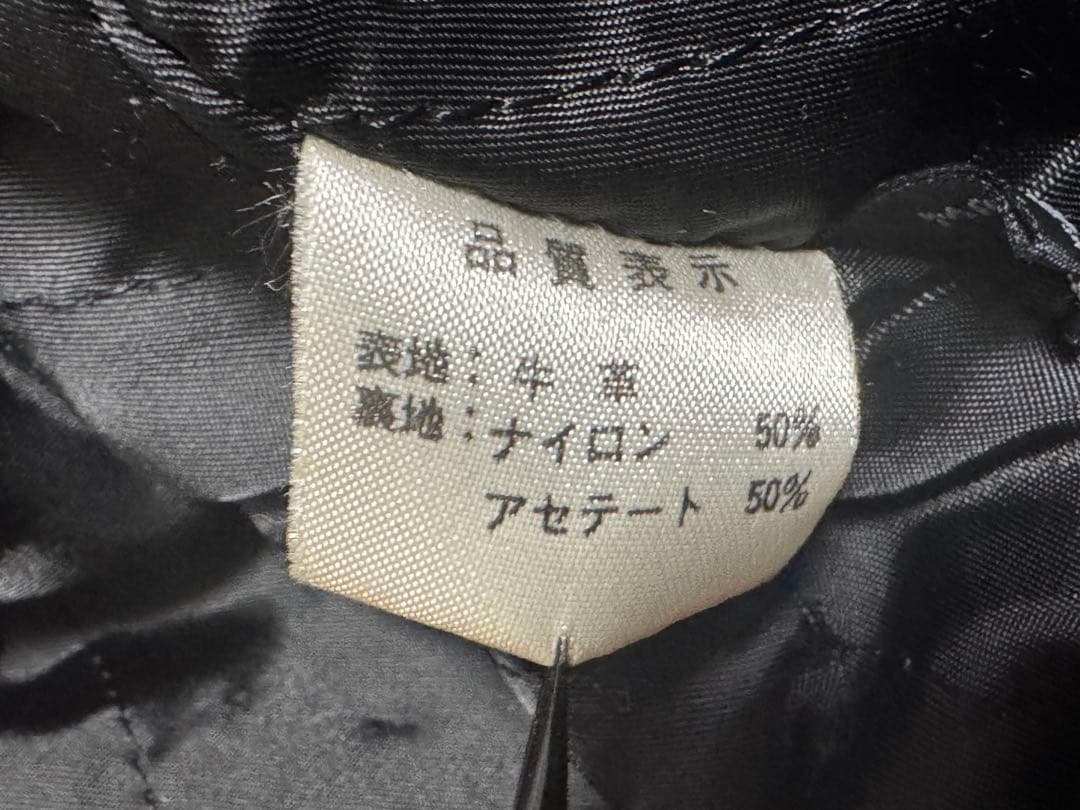 品質表示
表地：牛革
裏地：ナイロン 50%
アセテート 50%